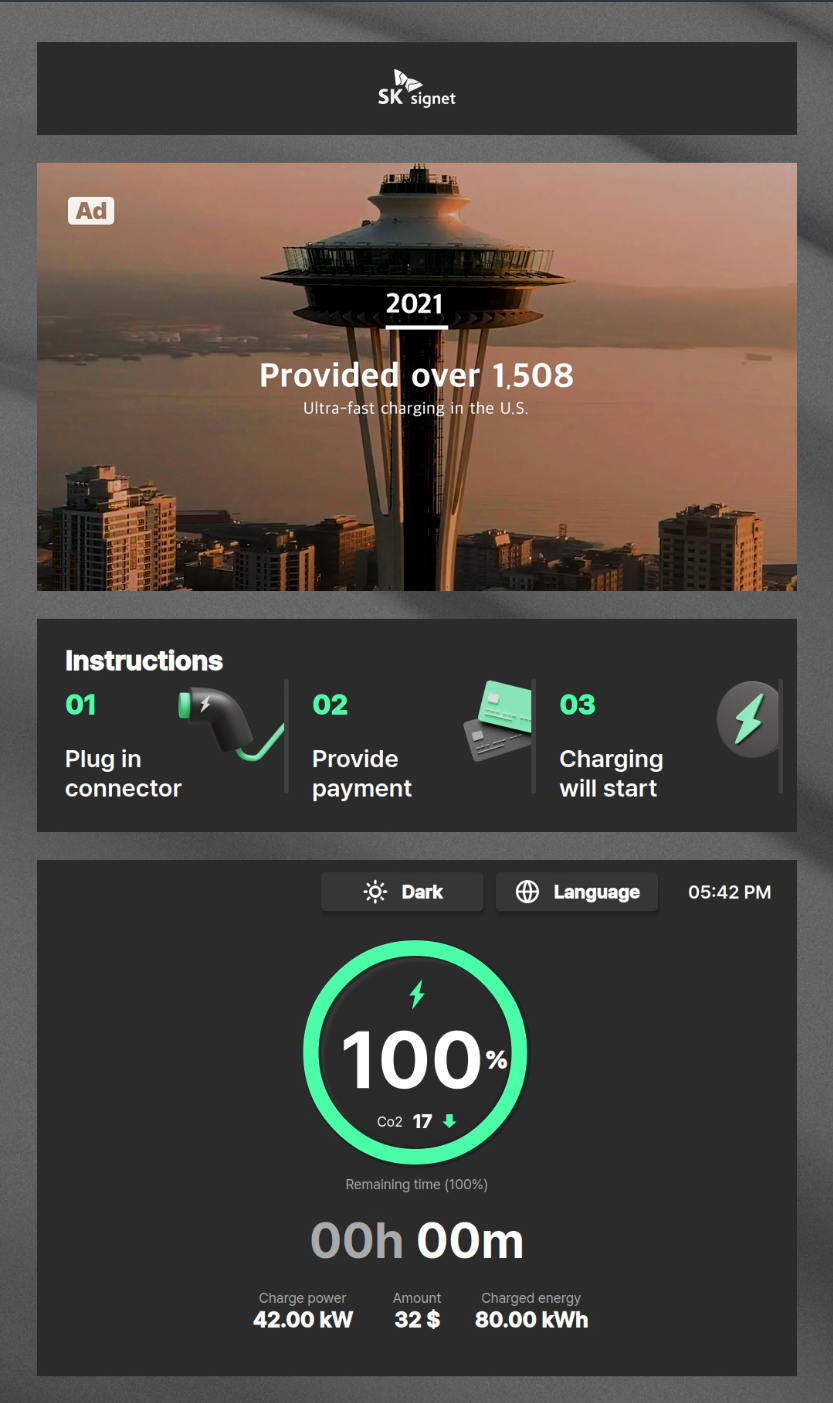 SK signet
Ad
2021
Provided over 1,508
Ultra-fast charging in the U.S.
Instructions
01
Plug in
connector
02
Provide
payment
03
Charging
will start
Dark
Language
05:42 PM
100%
Co2 17
Remaining time (100%)
00h 00m
Charge power
42.00 kW
Amount
32 $
Charged energy
80.00 kWh